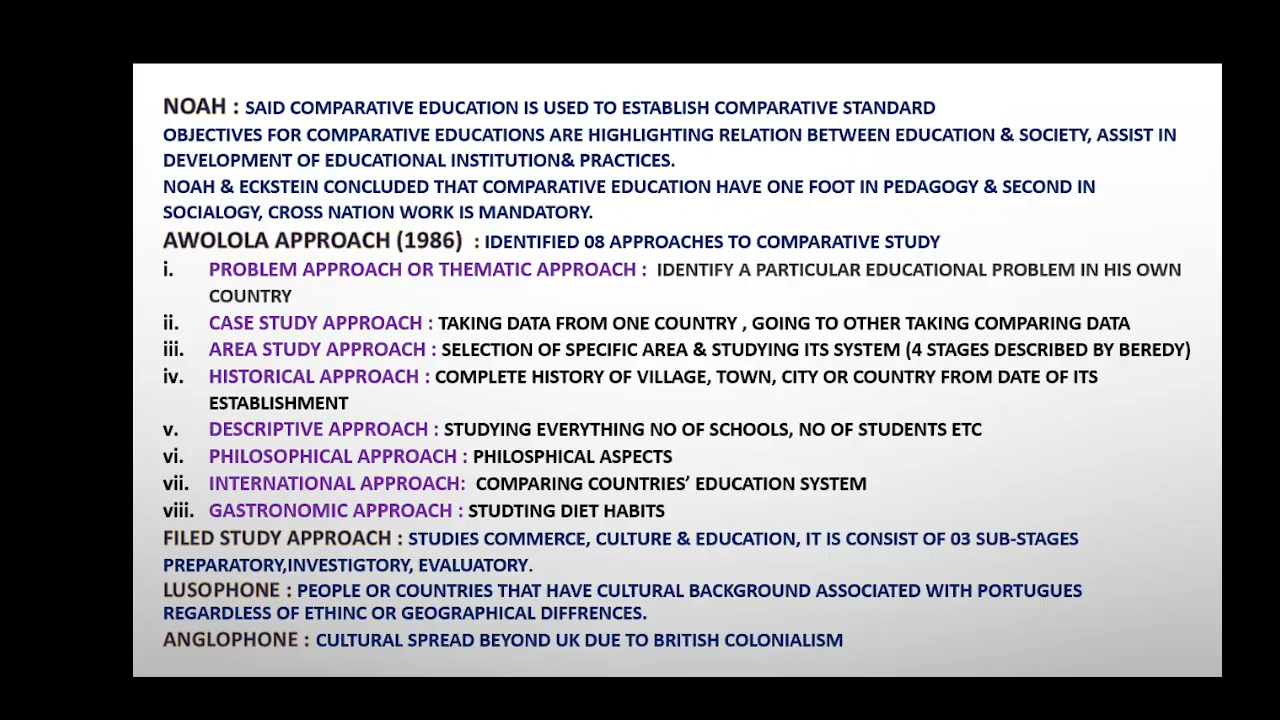 NOAH : SAID COMPARATIVE EDUCATION IS USED TO ESTABLISH COMPARATIVE STANDARD
OBJECTIVES FOR COMPARATIVE EDUCATIONS ARE HIGHLIGHTING RELATION BETWEEN EDUCATION & SOCIETY, ASSIST IN
DEVELOPMENT OF EDUCATIONAL INSTITUTION& PRACTICES.
NOAH & ECKSTEIN CONCLUDED THAT COMPARATIVE EDUCATION HAVE ONE FOOT IN PEDAGOGY & SECOND IN
SOCIALOGY, CROSS NATION WORK IS MANDATORY.
AWOLOLA APPROACH (1986) : IDENTIFIED 08 APPROACHES TO COMPARATIVE STUDY
i. PROBLEM APPROACH OR THEMATIC APPROACH : IDENTIFY A PARTICULAR EDUCATIONAL PROBLEM IN HIS OWN
COUNTRY
ii. CASE STUDY APPROACH : TAKING DATA FROM ONE COUNTRY , GOING TO OTHER TAKING COMPARING DATA
iii. AREA STUDY APPROACH : SELECTION OF SPECIFIC AREA & STUDYING ITS SYSTEM (4 STAGES DESCRIBED BY BEREDY)
iv. HISTORICAL APPROACH : COMPLETE HISTORY OF VILLAGE, TOWN, CITY OR COUNTRY FROM DATE OF ITS
ESTABLISHMENT
v. DESCRIPTIVE APPROACH : STUDYING EVERYTHING NO OF SCHOOLS, NO OF STUDENTS ETC
vi. PHILOSOPHICAL APPROACH : PHILOSPHICAL ASPECTS
vii. INTERNATIONAL APPROACH: COMPARING COUNTRIES' EDUCATION SYSTEM
viii. GASTRONOMIC APPROACH : STUDTING DIET HABITS
FILED STUDY APPROACH : STUDIES COMMERCE, CULTURE & EDUCATION, IT IS CONSIST OF 03 SUB-STAGES
PREPARATORY,INVESTIGTORY, EVALUATORY.
LUSOPHONE : PEOPLE OR COUNTRIES THAT HAVE CULTURAL BACKGROUND ASSOCIATED WITH PORTUGUES
REGARDLESS OF ETHINC OR GEOGRAPHICAL DIFFRENCES.
ANGLOPHONE : CULTURAL SPREAD BEYOND UK DUE TO BRITISH COLONIALISM